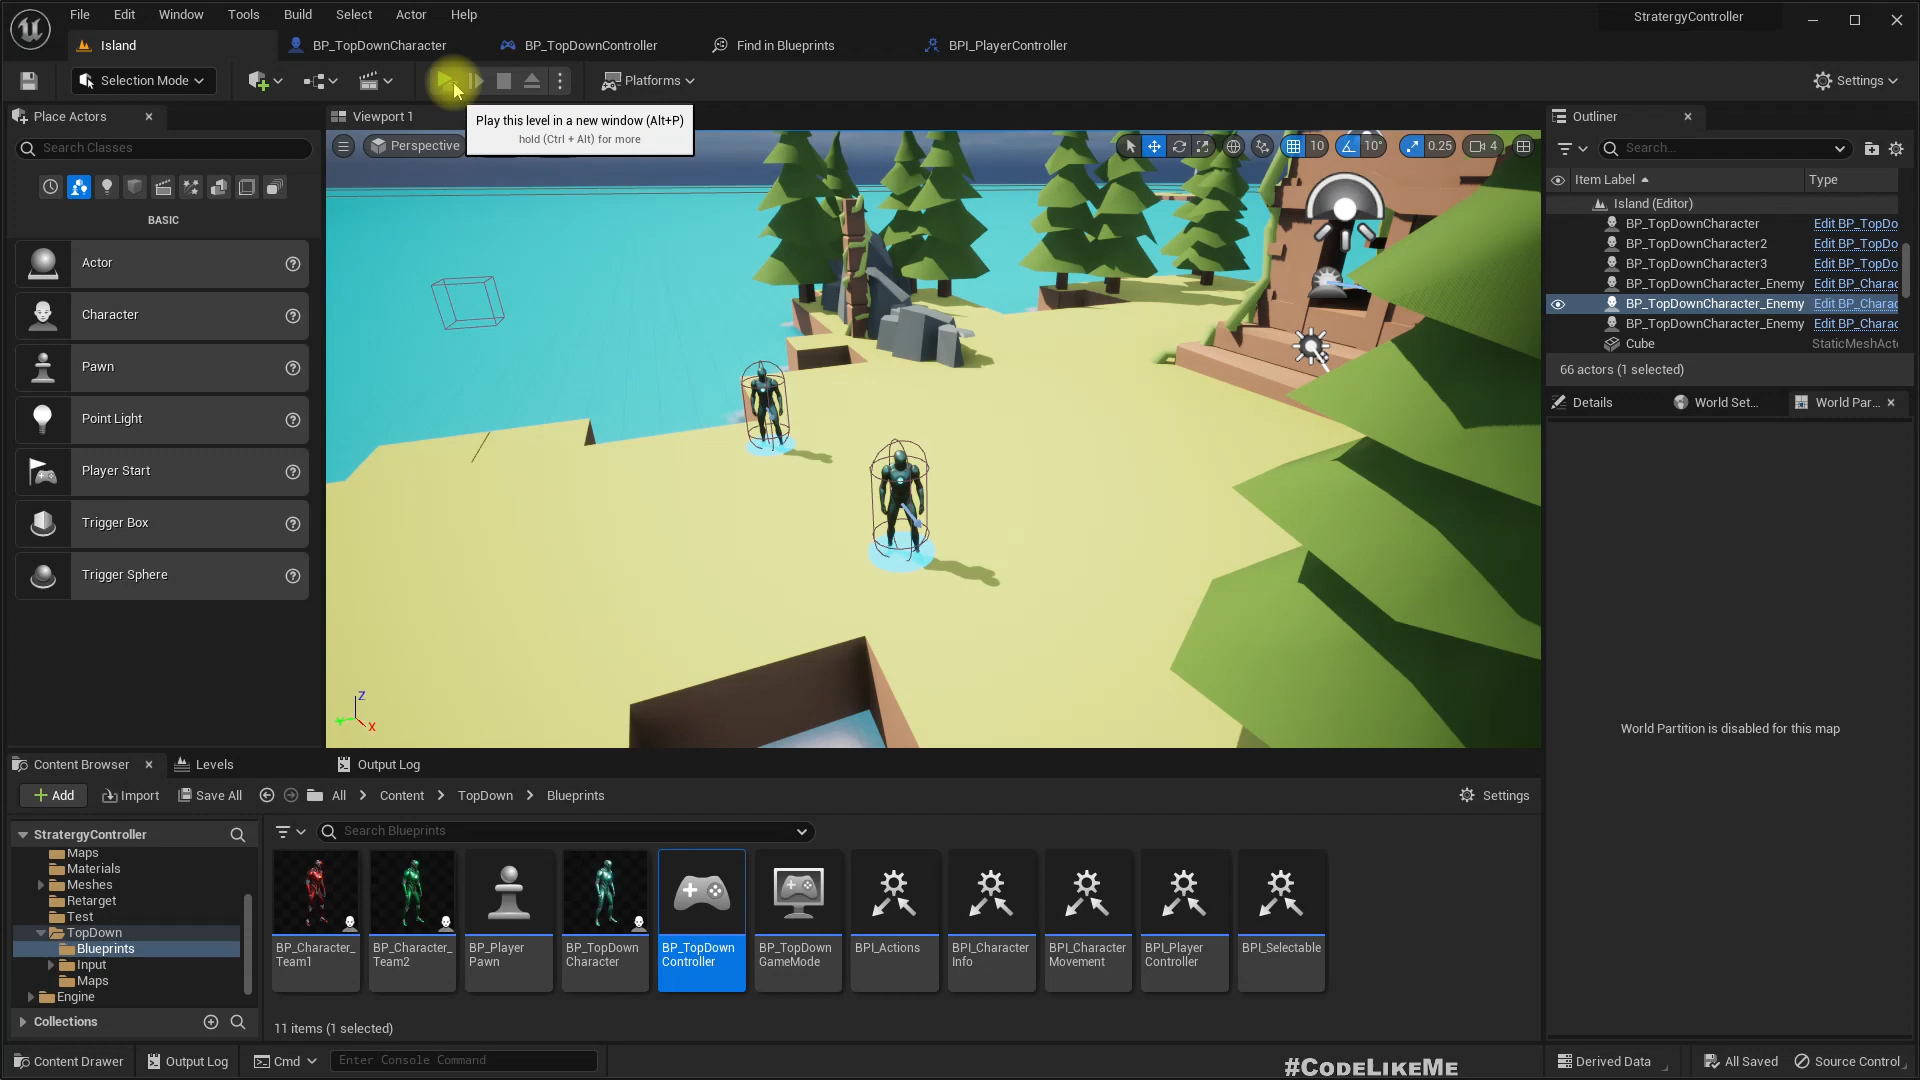 File Edit Window Tools Build Select Actor Help
StratergyController
Island
BP_TopDownCharacter
BP_TopDownController
Find in Blueprints
BPI_PlayerController
Selection Mode
Platforms
Settings
Place Actors
Search Classes
BASIC
Actor
Character
Pawn
Point Light
Player Start
Trigger Box
Trigger Sphere
Viewport 1
Perspective
Play this level in a new window (Alt+P)
hold (Ctrl + Alt) for more
10
10°
0.25
4
Z
X
Outliner
Search...
Item Label
Type
Island (Editor)
BP_TopDownCharacter Edit BP_TopDo
BP_TopDownCharacter2 Edit BP_TopDo
BP_TopDownCharacter3 Edit BP_TopDo
BP_TopDownCharacter_Enemy Edit BP_Charac
BP_TopDownCharacter_Enemy Edit BP_Charac
BP_TopDownCharacter_Enemy Edit BP_Charac
Cube StaticMeshActo
66 actors (1 selected)
Details
World Set...
World Par...
World Partition is disabled for this map
Content Browser
Levels
Output Log
Add
Import
Save All
All
Content
TopDown
Blueprints
Settings
StratergyController
Maps
Materials
Meshes
Retarget
Test
TopDown
Blueprints
Input
Maps
Engine
Collections
Search Blueprints
BP_Character_
Team1
BP_Character_
Team2
BP_Player
Pawn
BP_TopDown
Character
BP_TopDown
Controller
BP_TopDown
GameMode
BPI_Actions
BPI_Character
Info
BPI_Character
Movement
BPI_Player
Controller
BPI_Selectable
11 items (1 selected)
Content Drawer
Output Log
Cmd
Enter Console Command
#CodeLikeMe
Derived Data
All Saved
Source Control